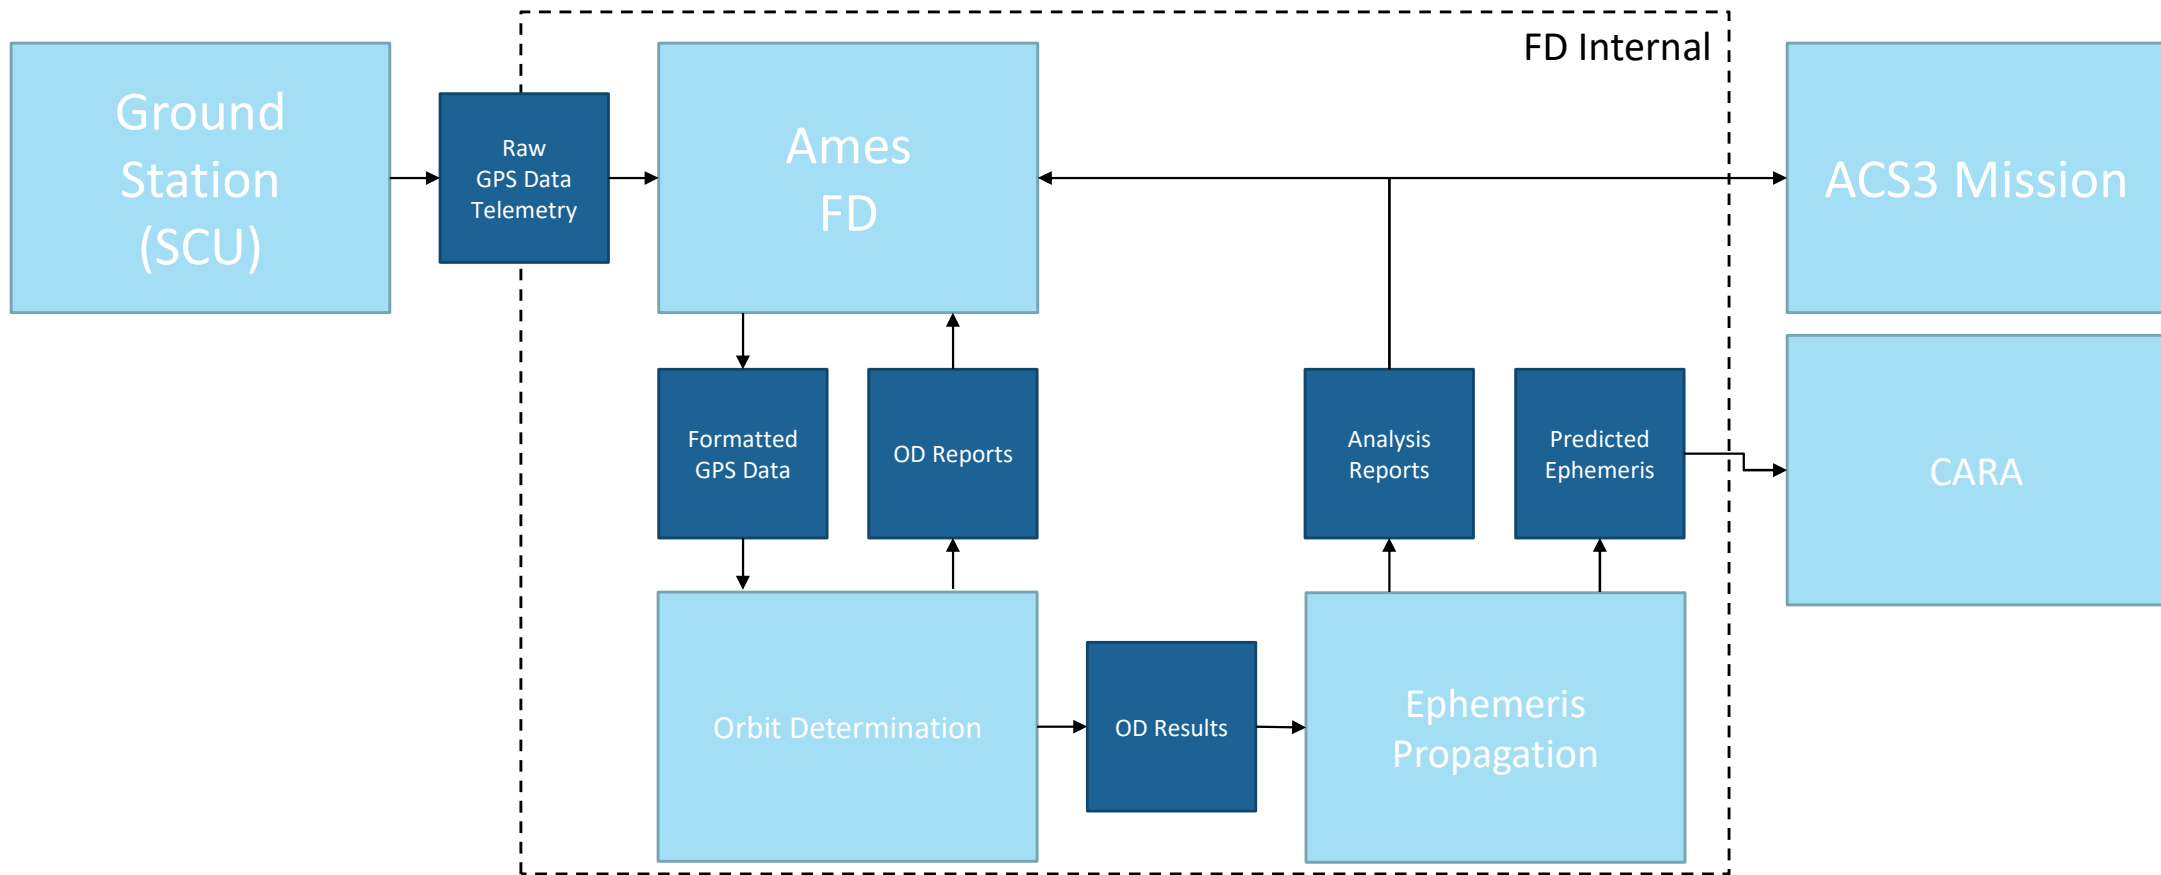 FD Internal
Ground
Station
(SCU)
Raw
GPS Data
Telemetry
Ames
FD
ACS3 Mission
Formatted
GPS Data
OD Reports
Analysis
Reports
Predicted
Ephemeris
CARA
Orbit Determination
OD Results
Ephemeris
Propagation